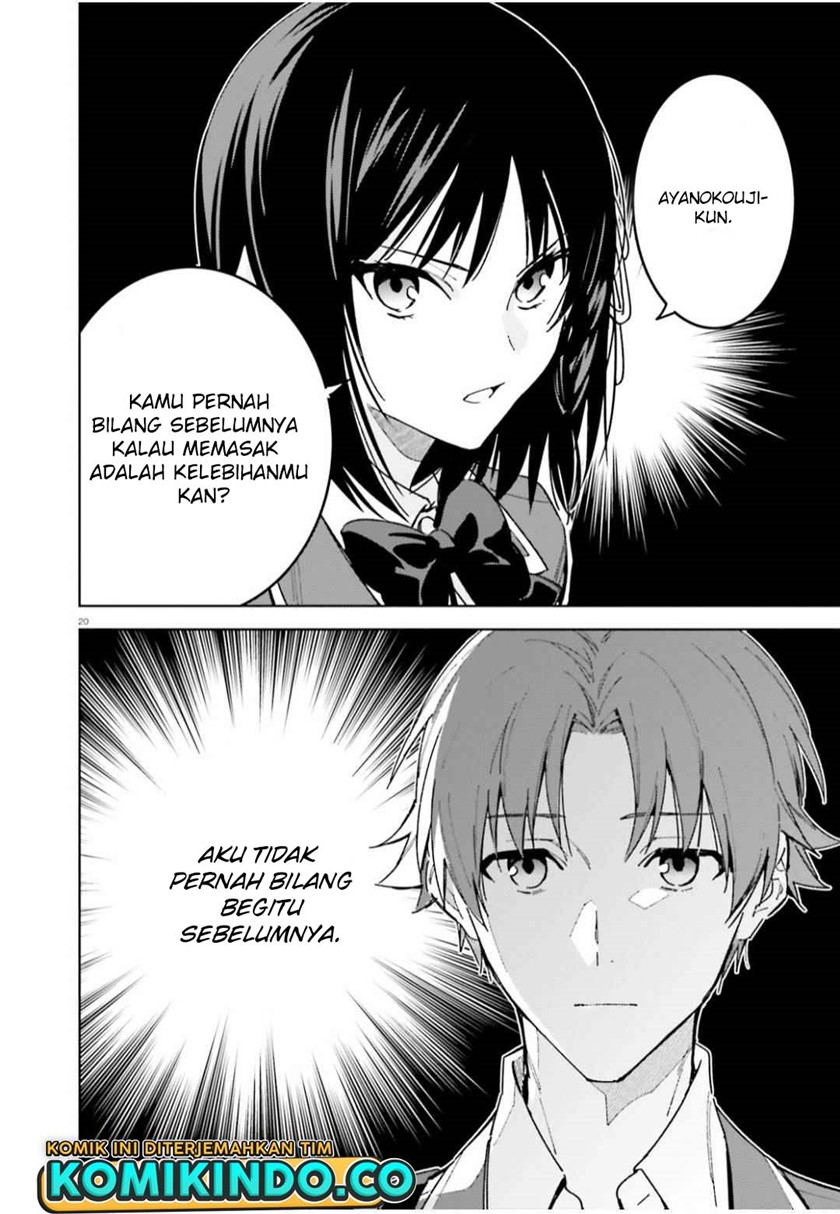 AYANOKOUJI-
KUN.
KAMU PERNAH
BILANG SEBELUMNYA
KALAU MEMASAK
ADALAH KELEBIHANMU
KAN?
20
AKU TIDAK
PERNAH BILANG
BEGITU
SEBELUMNYA.
KOMIK INI DITERJEMAHKAN TIM
KOMIKINDO.CO